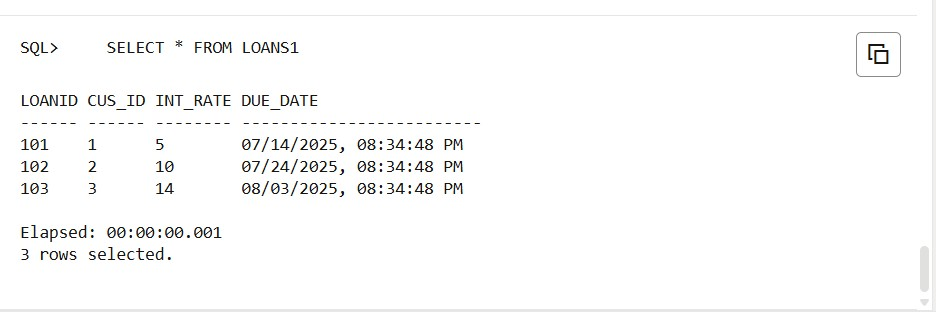 SQL>     SELECT * FROM LOANS1
LOANID CUS_ID INT_RATE DUE_DATE
------ ------ -------- -------------------------
101    1      5        07/14/2025, 08:34:48 PM
102    2      10       07/24/2025, 08:34:48 PM
103    3      14       08/03/2025, 08:34:48 PM
Elapsed: 00:00:00.001
3 rows selected.